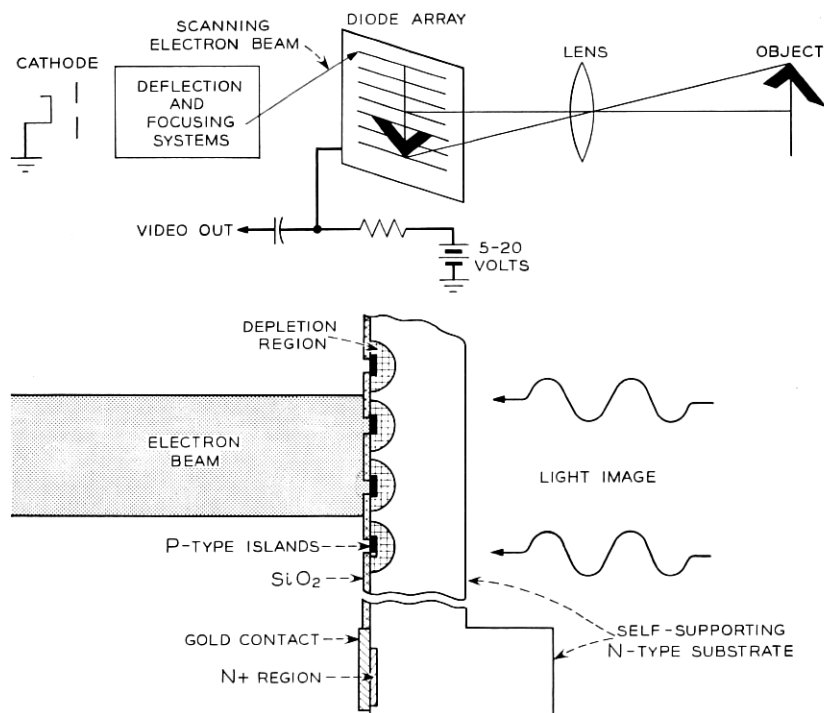 DIODE ARRAY
SCANNING
ELECTRON BEAM
LENS
OBJECT
CATHODE
DEFLECTION
AND
FOCUSING
SYSTEMS
VIDEO OUT
5-20
VOLTS
DEPLETION
REGION
ELECTRON
BEAM
LIGHT IMAGE
P-TYPE ISLANDS
SiO2
GOLD CONTACT
SELF-SUPPORTING
N-TYPE SUBSTRATE
N+ REGION